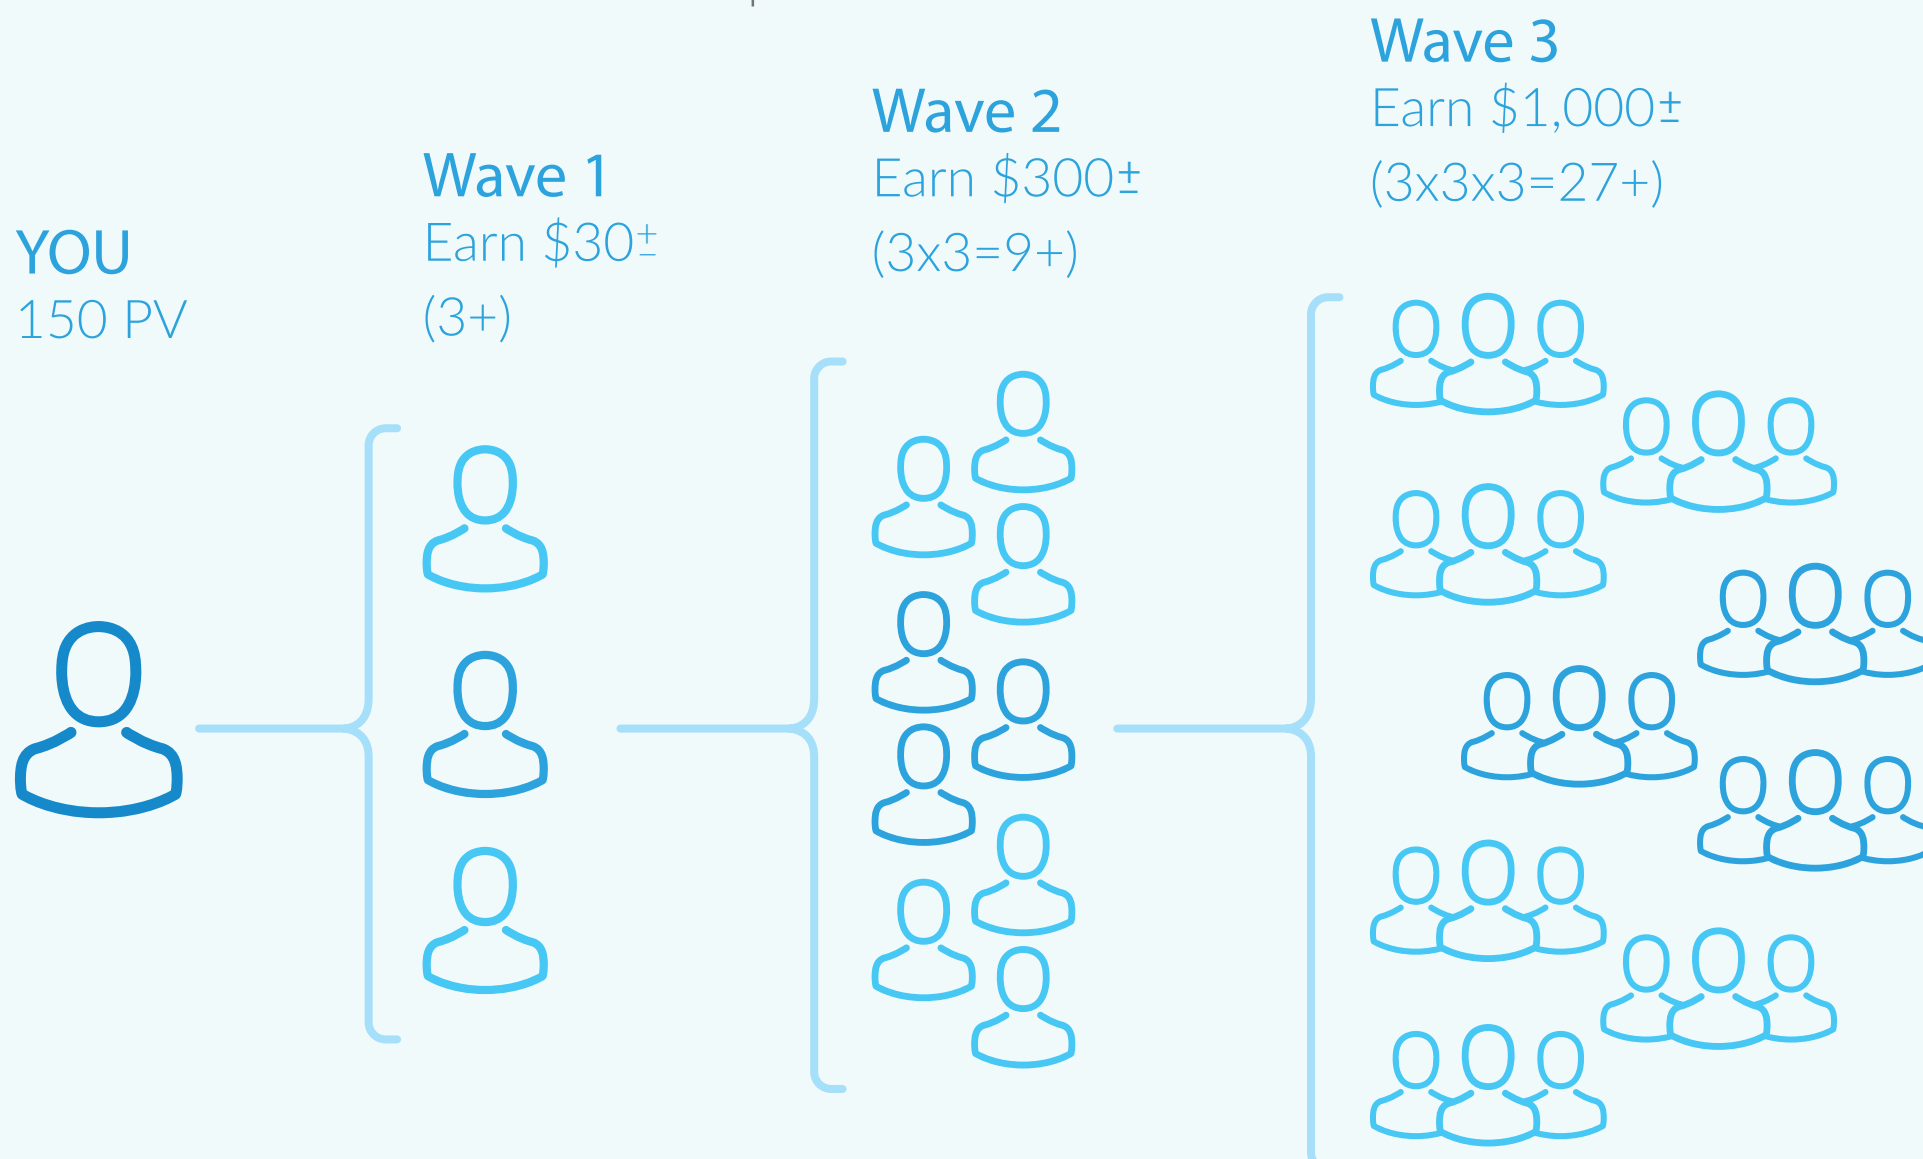 YOU
150 PV
Wave 1
Earn $30±
(3+)
Wave 2
Earn $300±
(3x3=9+)
Wave 3
Earn $1,000±
(3x3x3=27+)